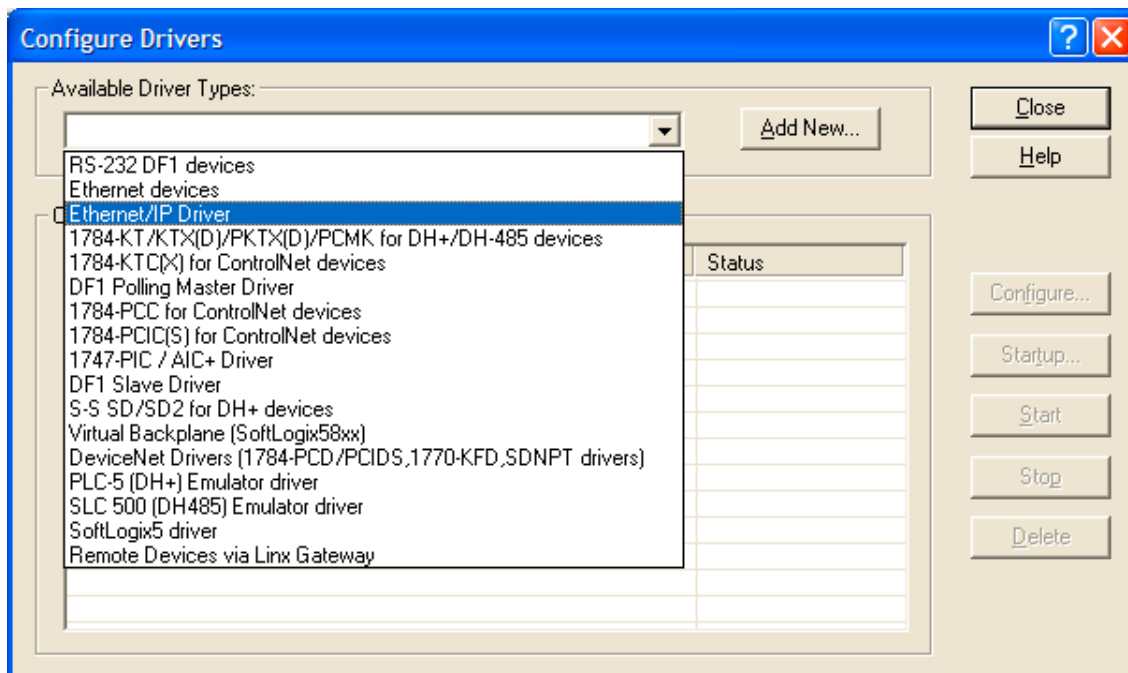 Configure Drivers
Available Driver Types:
Add New...
Close
Help
RS-232 DF1 devices
Ethernet devices
Ethernet/IP Driver
1784-KT/KTX(D)/PKTX(D)/PCMK for DH+/DH-485 devices
1784-KTC(X) for ControlNet devices
DF1 Polling Master Driver
1784-PCC for ControlNet devices
1784-PCIC(S) for ControlNet devices
1747-PIC / AIC+ Driver
DF1 Slave Driver
S-S SD/SD2 for DH+ devices
Virtual Backplane (SoftLogix58xx)
DeviceNet Drivers (1784-PCD/PCIDS,1770-KFD,SDNPT drivers)
PLC-5 (DH+) Emulator driver
SLC 500 (DH485) Emulator driver
SoftLogix5 driver
Remote Devices via Linx Gateway
Status
Configure...
Startup...
Start
Stop
Delete